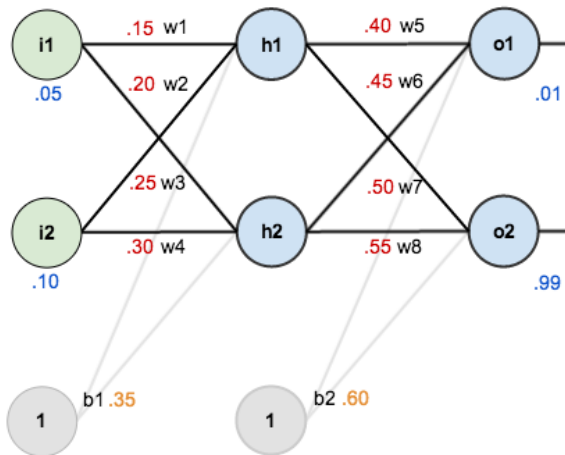 i1 .15 w1 h1 .40 w5 o1
.05 .20 w2 .45 w6 .01
.25 w3 .50 w7
i2 .30 w4 h2 .55 w8 o2
.10 .99
b1 .35 b2 .60
1 1